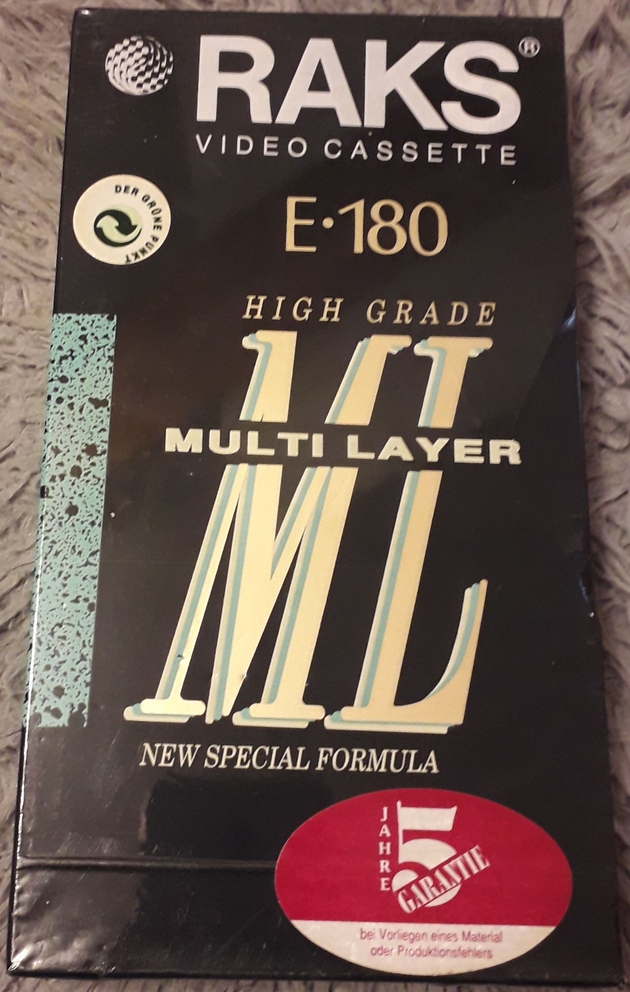 RAKS®
VIDEO CASSETTE
DER GRÜNE PUNKT
E·180
HIGH GRADE
ML
MULTI LAYER
NEW SPECIAL FORMULA
5 JAHRE
GARANTIE
bei Vorliegen eines Material
oder Produktionsfehlers